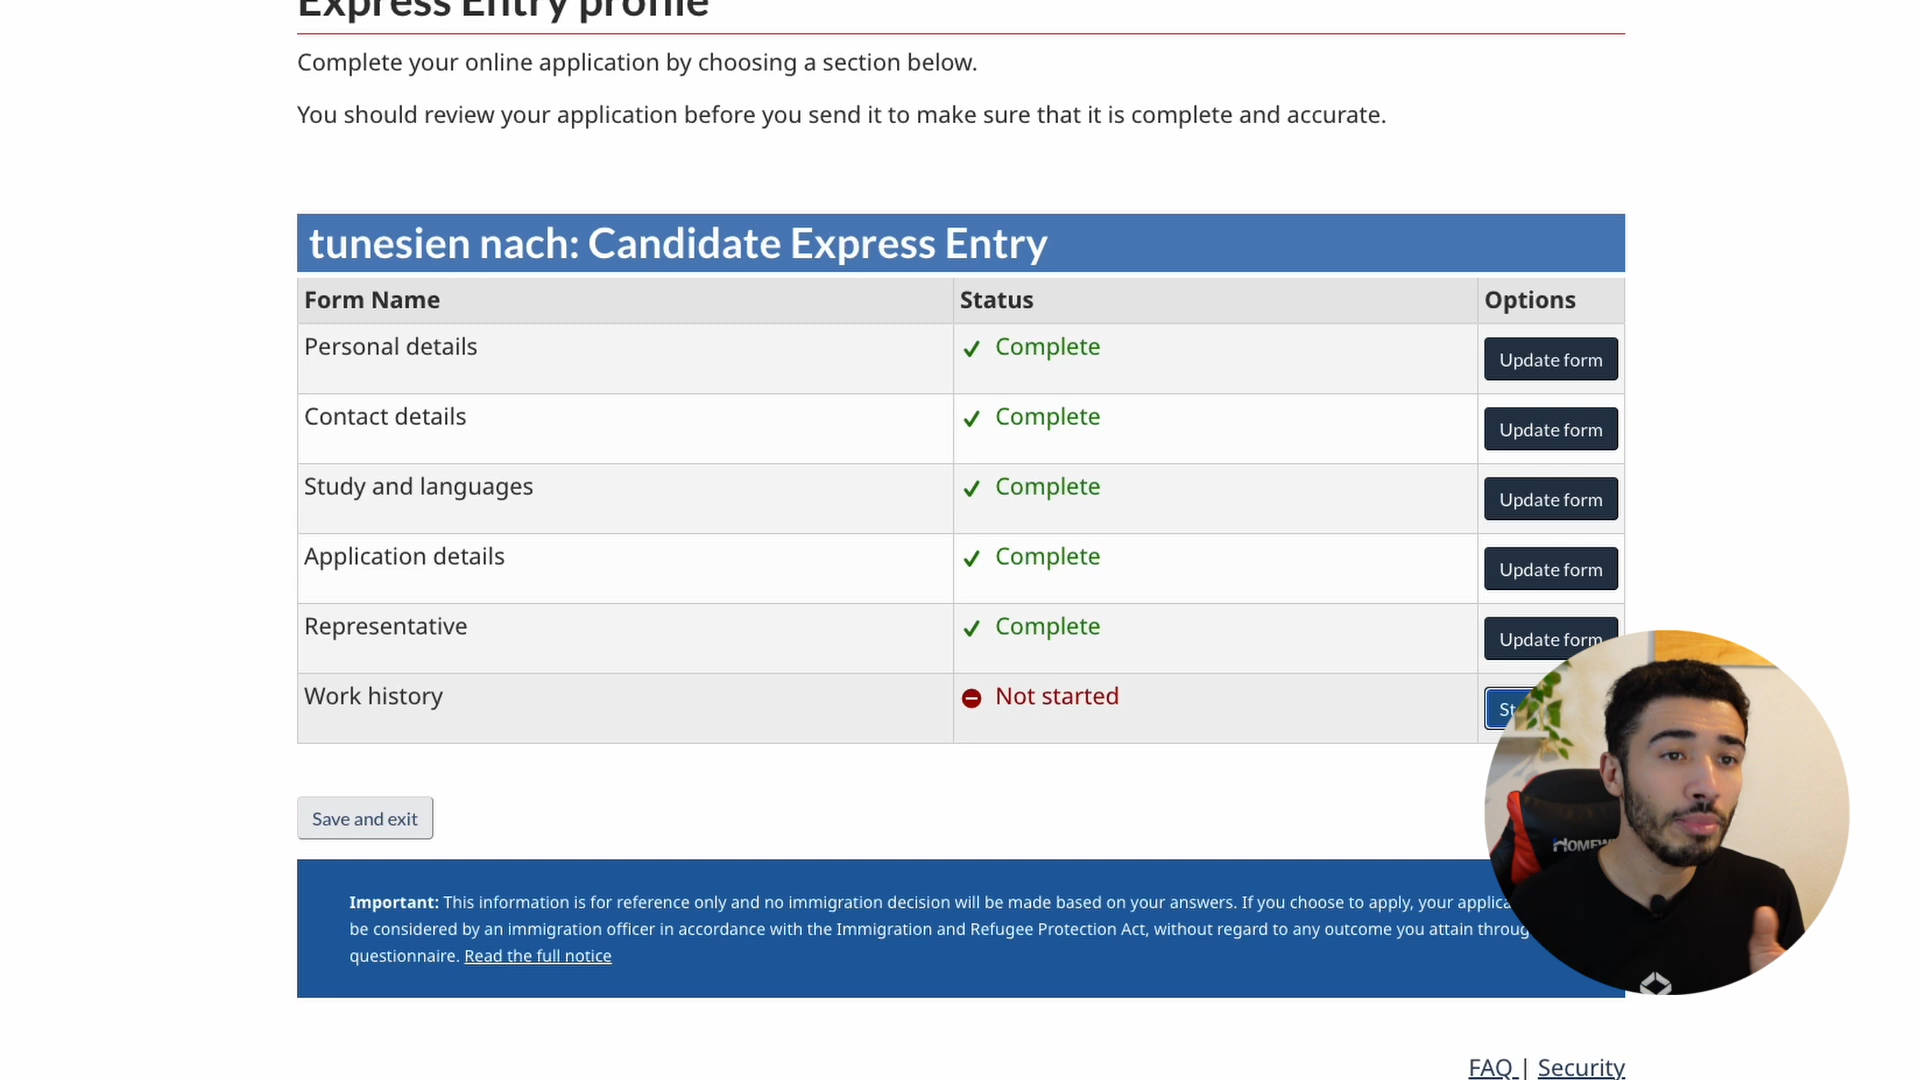 Express Entry profile
Complete your online application by choosing a section below.
You should review your application before you send it to make sure that it is complete and accurate.
tunesien nach: Candidate Express Entry
Form Name Status Options
Personal details Complete Update form
Contact details Complete Update form
Study and languages Complete Update form
Application details Complete Update form
Representative Complete Update form
Work history Not started
Save and exit
Important: This information is for reference only and no immigration decision will be made based on your answers. If you choose to apply, your
be considered by an immigration officer in accordance with the Immigration and Refugee Protection Act, without regard to any outcome you attain
questionnaire. Read the full notice
FAQ | Security